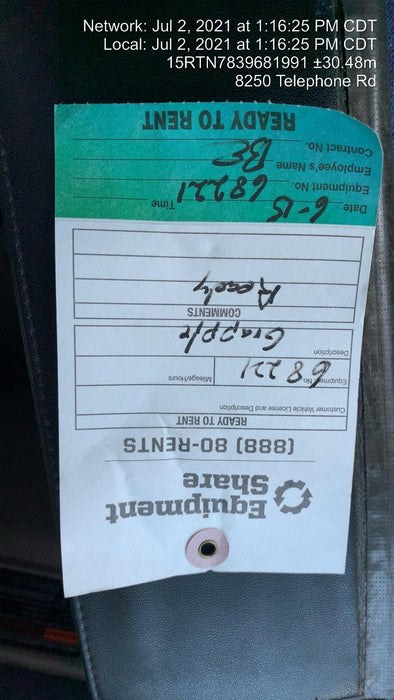 Network: Jul 2, 2021 at 1:16:25 PM CDT
Local: Jul 2, 2021 at 1:16:25 PM CDT
15RTN7839681991 ±30.48m
8250 Telephone Rd
Equipment
Share
(888) 80-RENTS
READY TO RENT
Customer Vehicle License and Description
Equipment No. 68221 Mileage/Hours
Description
Grapple
COMMENTS
Ready
Date 6-15 Time
Equipment No. 68221
Employee's Name BE
Contract No.
READY TO RENT